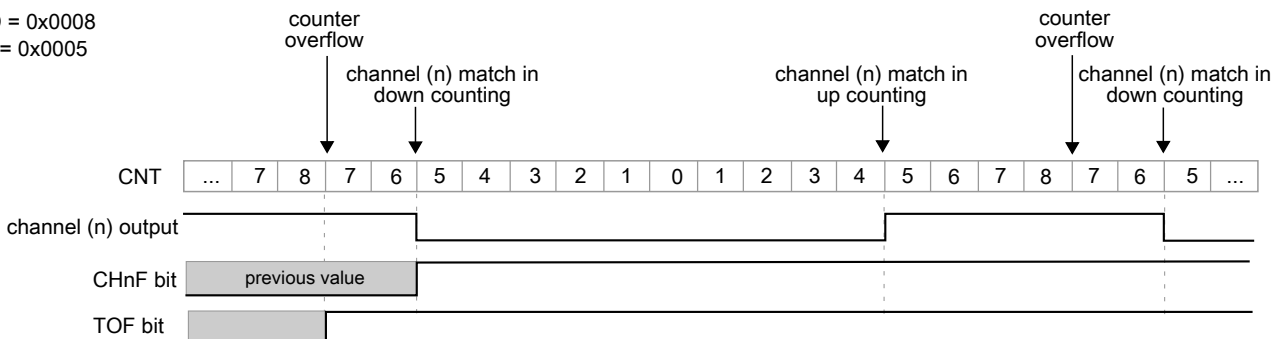 = 0x0008
= 0x0005
counter
overflow
channel (n) match in
down counting
channel (n) match in
up counting
counter
overflow
channel (n) match in
down counting
CNT ... 7 8 7 6 5 4 3 2 1 0 1 2 3 4 5 6 7 8 7 6 5 ...
channel (n) output
CHnF bit previous value
TOF bit